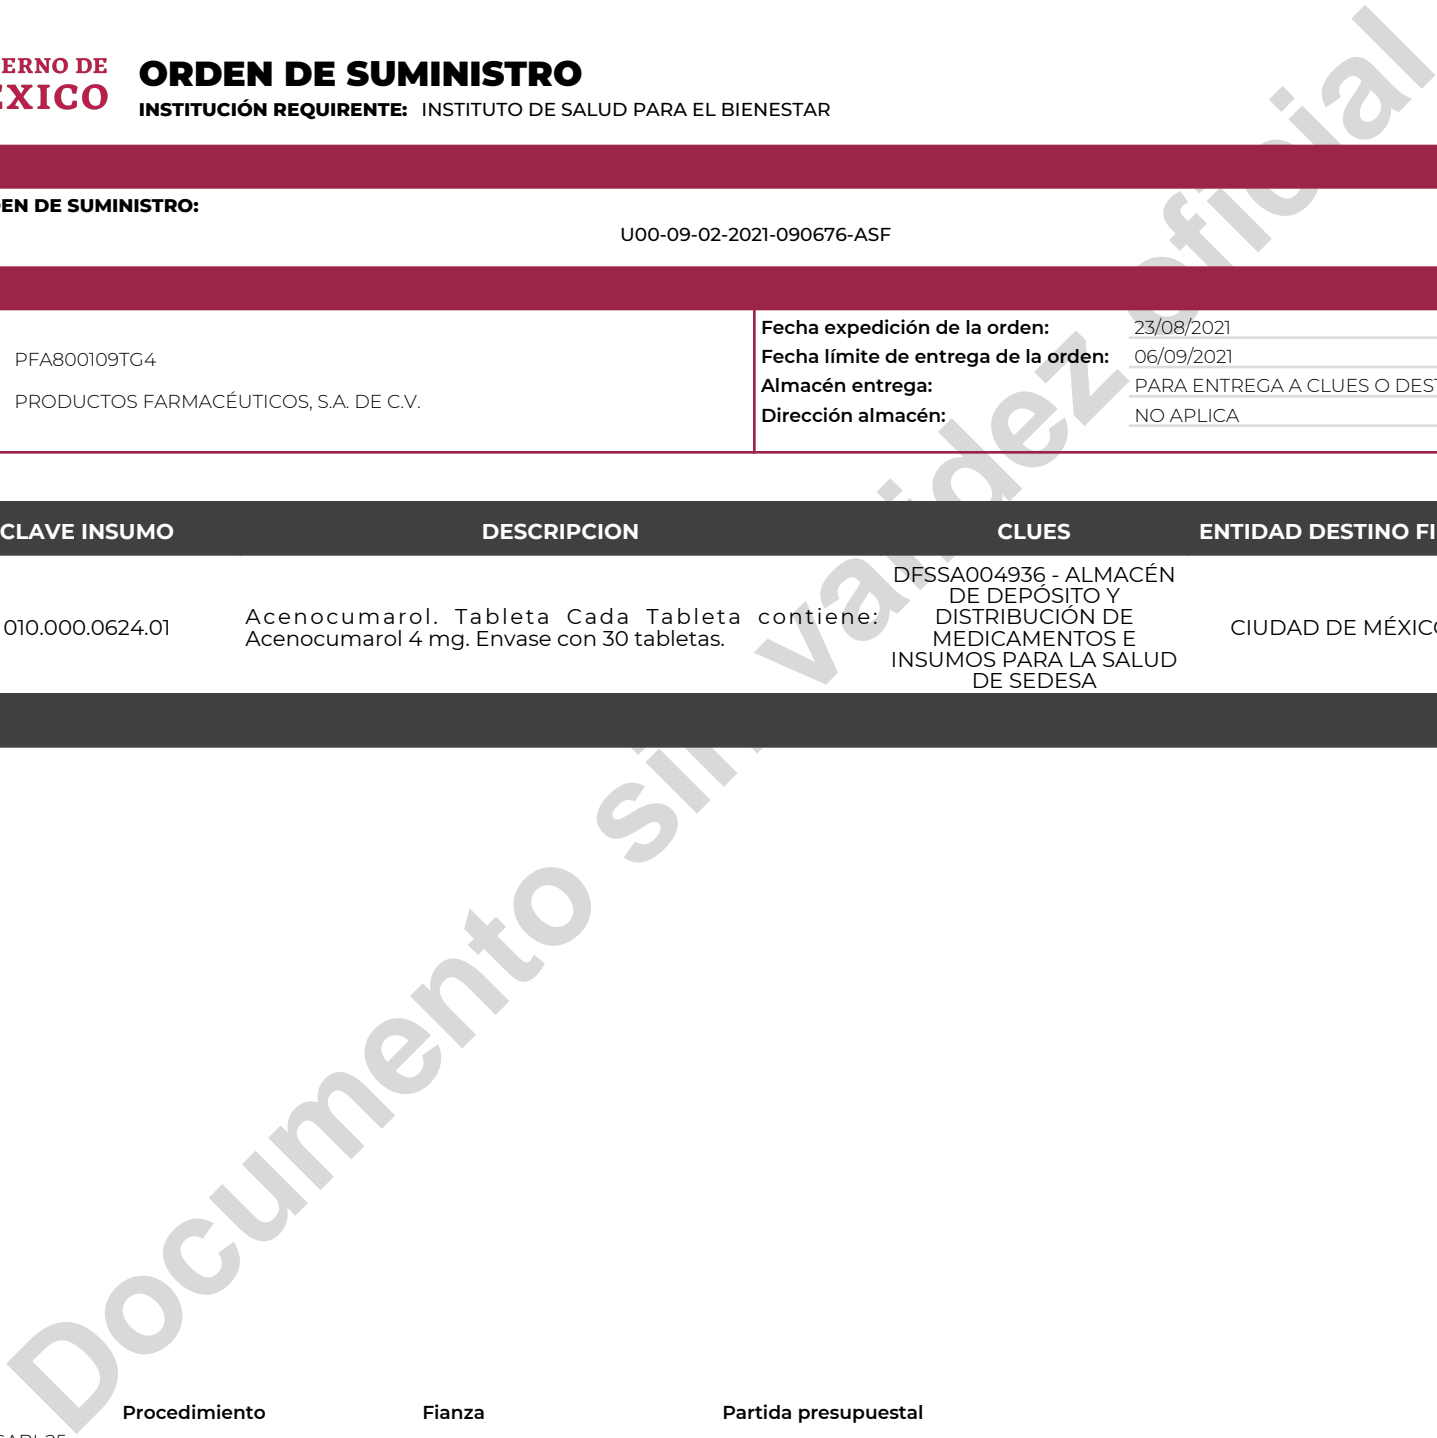 ERNO DE
ÉXICO
ORDEN DE SUMINISTRO
INSTITUCIÓN REQUIRENTE: INSTITUTO DE SALUD PARA EL BIENESTAR
EN DE SUMINISTRO:
U00-09-02-2021-090676-ASF
PFA800109TG4
PRODUCTOS FARMACÉUTICOS, S.A. DE C.V.
Fecha expedición de la orden: 23/08/2021
Fecha límite de entrega de la orden: 06/09/2021
Almacén entrega: PARA ENTREGA A CLUES O DEST
Dirección almacén: NO APLICA
CLAVE INSUMO DESCRIPCION CLUES ENTIDAD DESTINO FI
010.000.0624.01
Acenocumarol. Tableta Cada Tableta contiene:
Acenocumarol 4 mg. Envase con 30 tabletas.
DFSSA004936 - ALMACÉN
DE DEPÓSITO Y
DISTRIBUCIÓN DE
MEDICAMENTOS E
INSUMOS PARA LA SALUD
DE SEDESA
CIUDAD DE MÉXICO
Documento sin validez oficial
Procedimiento Fianza Partida presupuestal